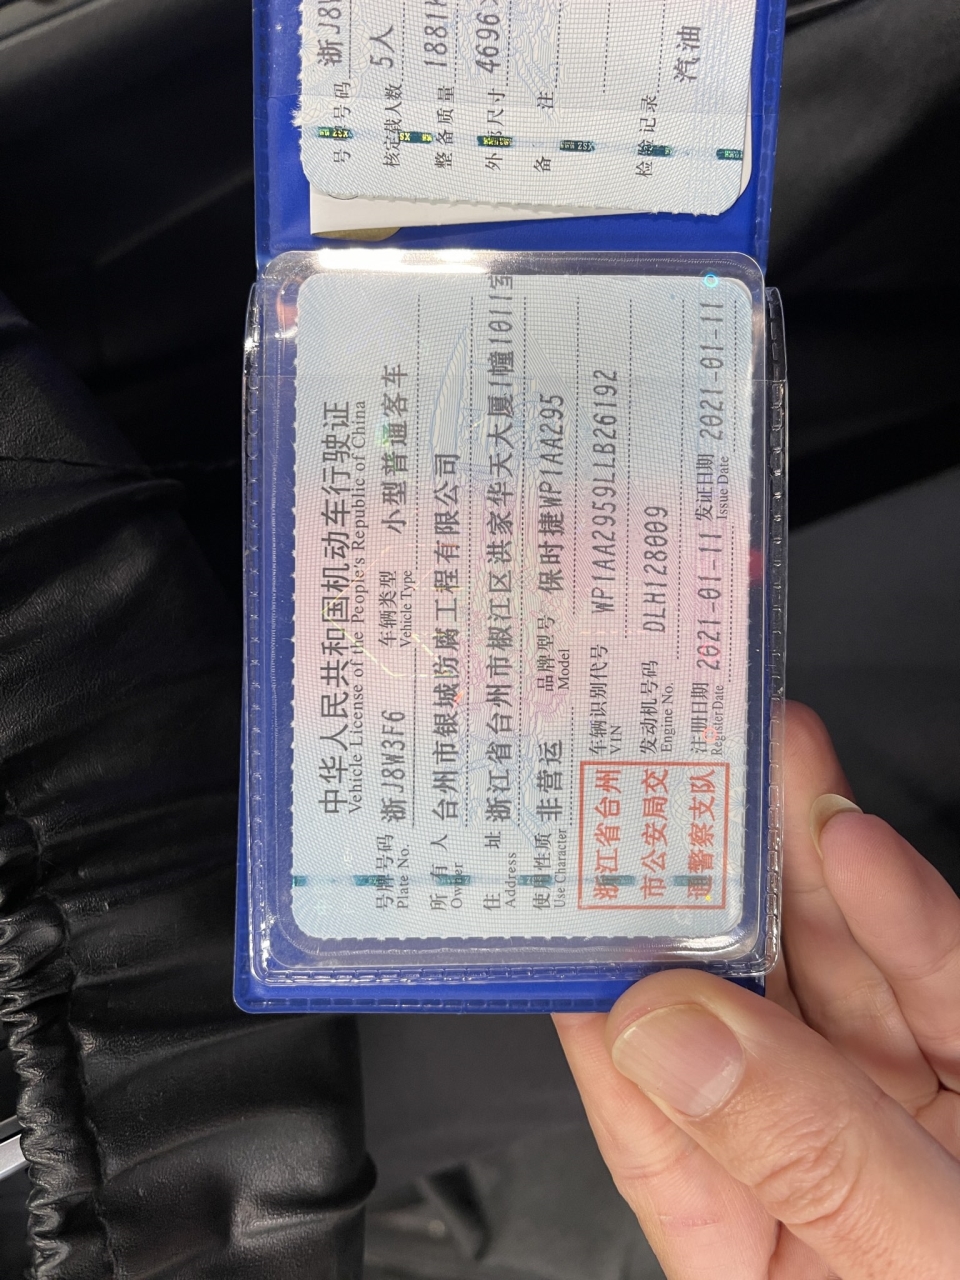 中华人民共和国机动车行驶证
Vehicle License of the People's Republic of China
号牌号码 浙J8W3F6 车辆类型 小型普通客车
Plate No. Vehicle Type
所有人 台州市银城防腐工程有限公司
Owner
住址 浙江省台州市椒江区洪家华天大厦1幢1011室
Address
使用性质 非营运 品牌型号 保时捷WP1AA295
Use Character Model
车辆识别代号 WP1AA2959LLB26192
VIN
发动机号码 DLH128009
Engine No.
注册日期 2021-01-11 发证日期 2021-01-11
Register Date Issue Date
浙江省台州
市公安局交
通警察支队
号牌号码 浙J8
核定载人数 5人
整备质量 1881
外部尺寸 4696
备注
检验记录
汽油